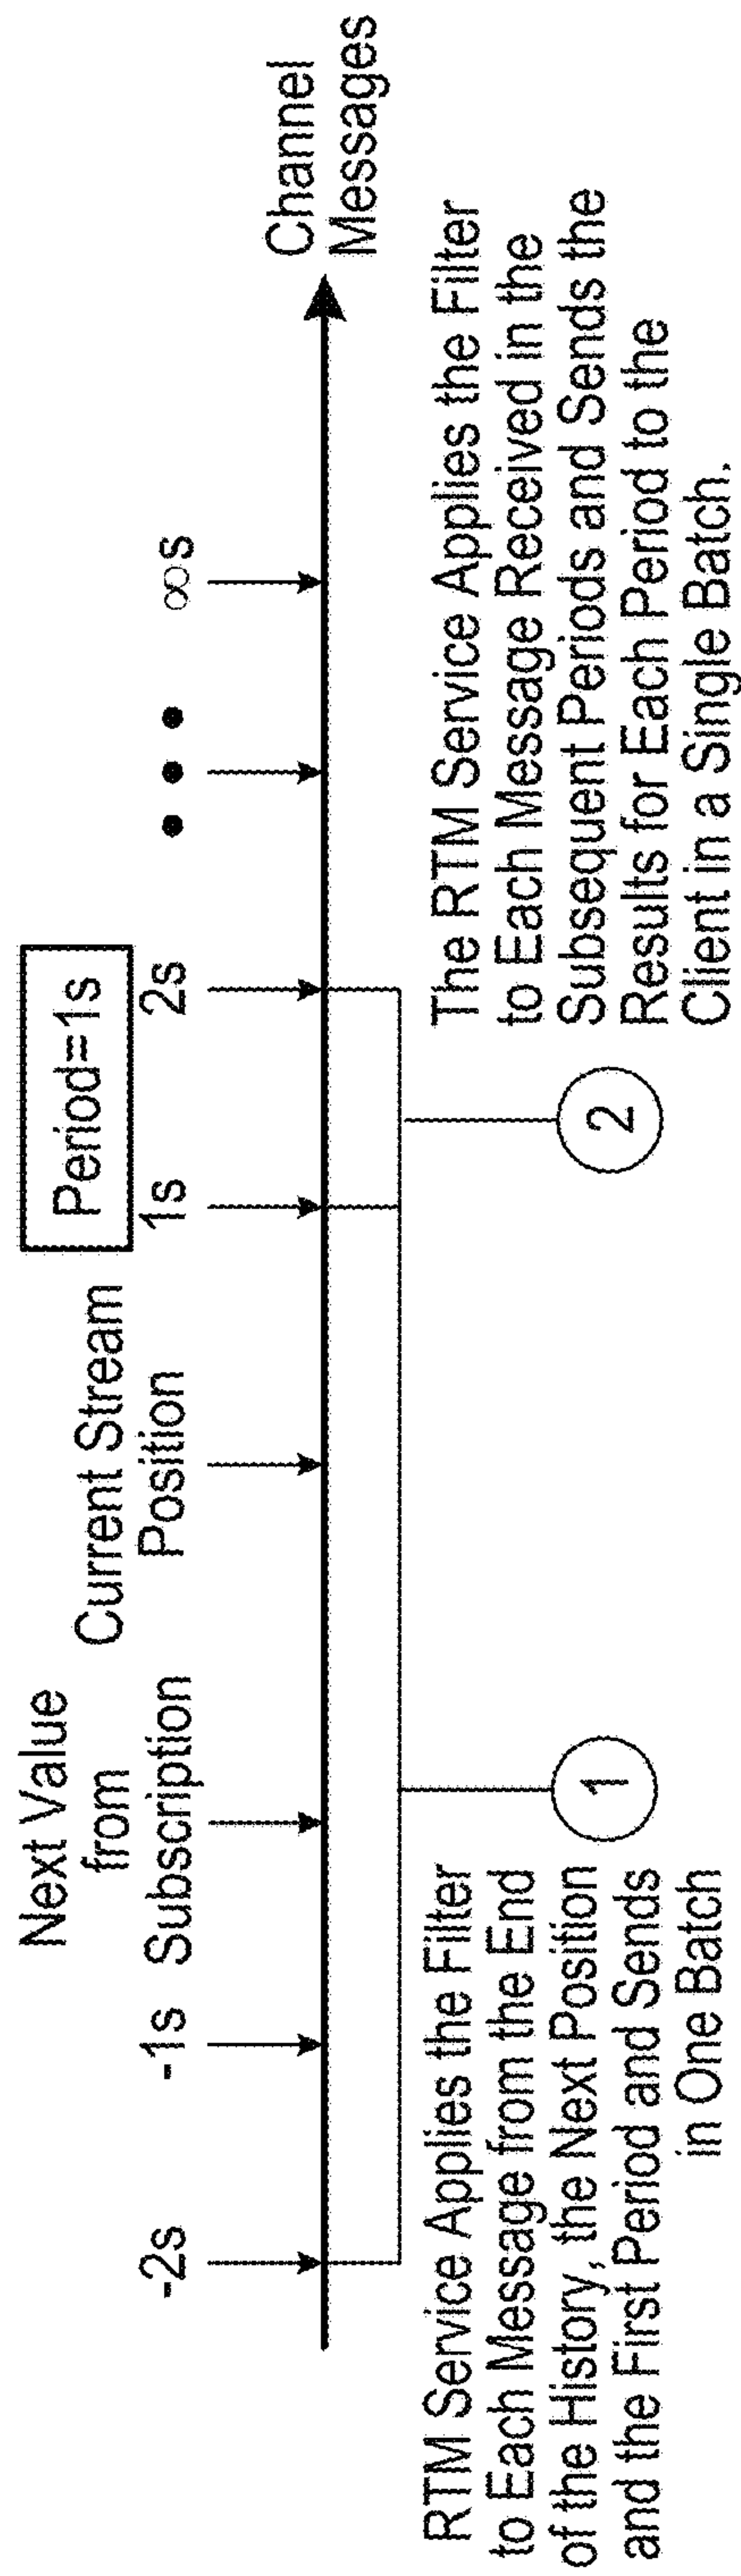 Period=1s
Next Value
from
Subscription
Current Stream
Position
-2s
-1s
1s
2s
∞s
Channel
Messages
1
RTM Service Applies the Filter
to Each Message from the End
of the History, the Next Position
and the First Period and Sends
in One Batch
2
The RTM Service Applies the Filter
to Each Message Received in the
Subsequent Periods and Sends the
Results for Each Period to the
Client in a Single Batch.